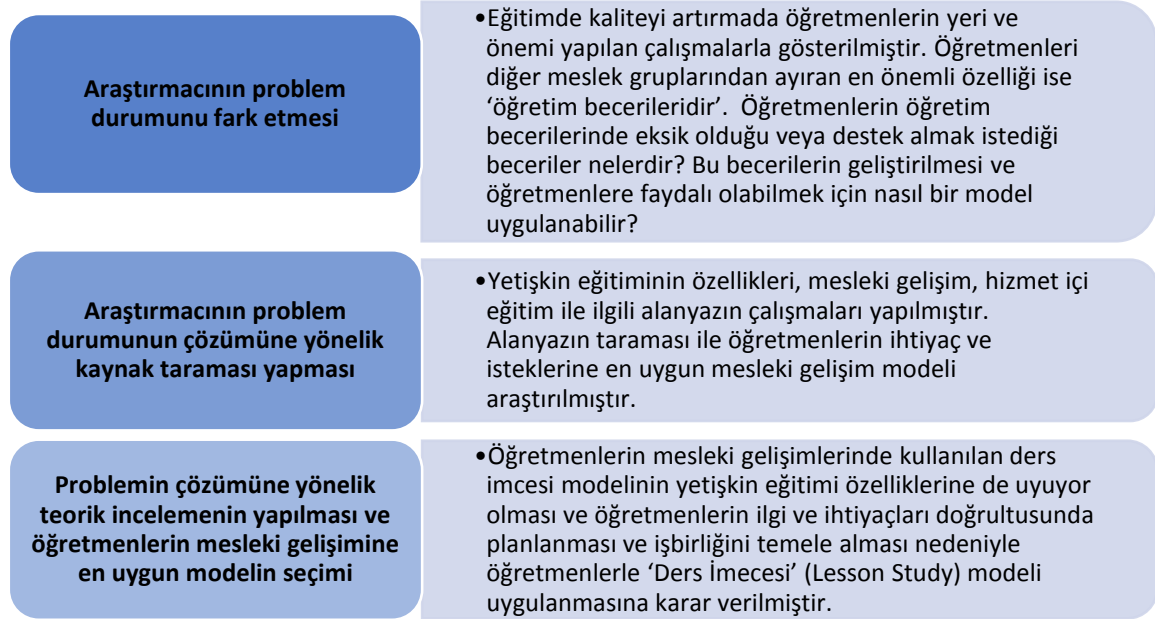 Araştırmacının problem
durumunu fark etmesi
•Eğitimde kaliteyi artırmada öğretmenlerin yeri ve
önemi yapılan çalışmalarla gösterilmiştir. Öğretmenleri
diğer meslek gruplarından ayıran en önemli özelliği ise
‘öğretim becerileridir’. Öğretmenlerin öğretim
becerilerinde eksik olduğu veya destek almak istediği
beceriler nelerdir? Bu becerilerin geliştirilmesi ve
öğretmenlere faydalı olabilmek için nasıl bir model
uygulanabilir?
Araştırmacının problem
durumunun çözümüne yönelik
kaynak taraması yapması
•Yetişkin eğitiminin özellikleri, mesleki gelişim, hizmet içi
eğitim ile ilgili alanyazın çalışmaları yapılmıştır.
Alanyazın taraması ile öğretmenlerin ihtiyaç ve
isteklerine en uygun mesleki gelişim modeli
araştırılmıştır.
Problemin çözümüne yönelik
teorik incelemenin yapılması ve
öğretmenlerin mesleki gelişimine
en uygun modelin seçimi
•Öğretmenlerin mesleki gelişimlerinde kullanılan ders
imcesi modelinin yetişkin eğitimi özelliklerine de uyuyor
olması ve öğretmenlerin ilgi ve ihtiyaçları doğrultusunda
planlanması ve işbirliğini temele alması nedeniyle
öğretmenlerle ‘Ders İmecesi’ (Lesson Study) modeli
uygulanmasına karar verilmiştir.